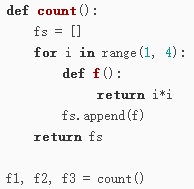 def count():
    fs = []
    for i in range(1, 4):
        def f():
            return i*i
        fs.append(f)
    return fs

f1, f2, f3 = count()